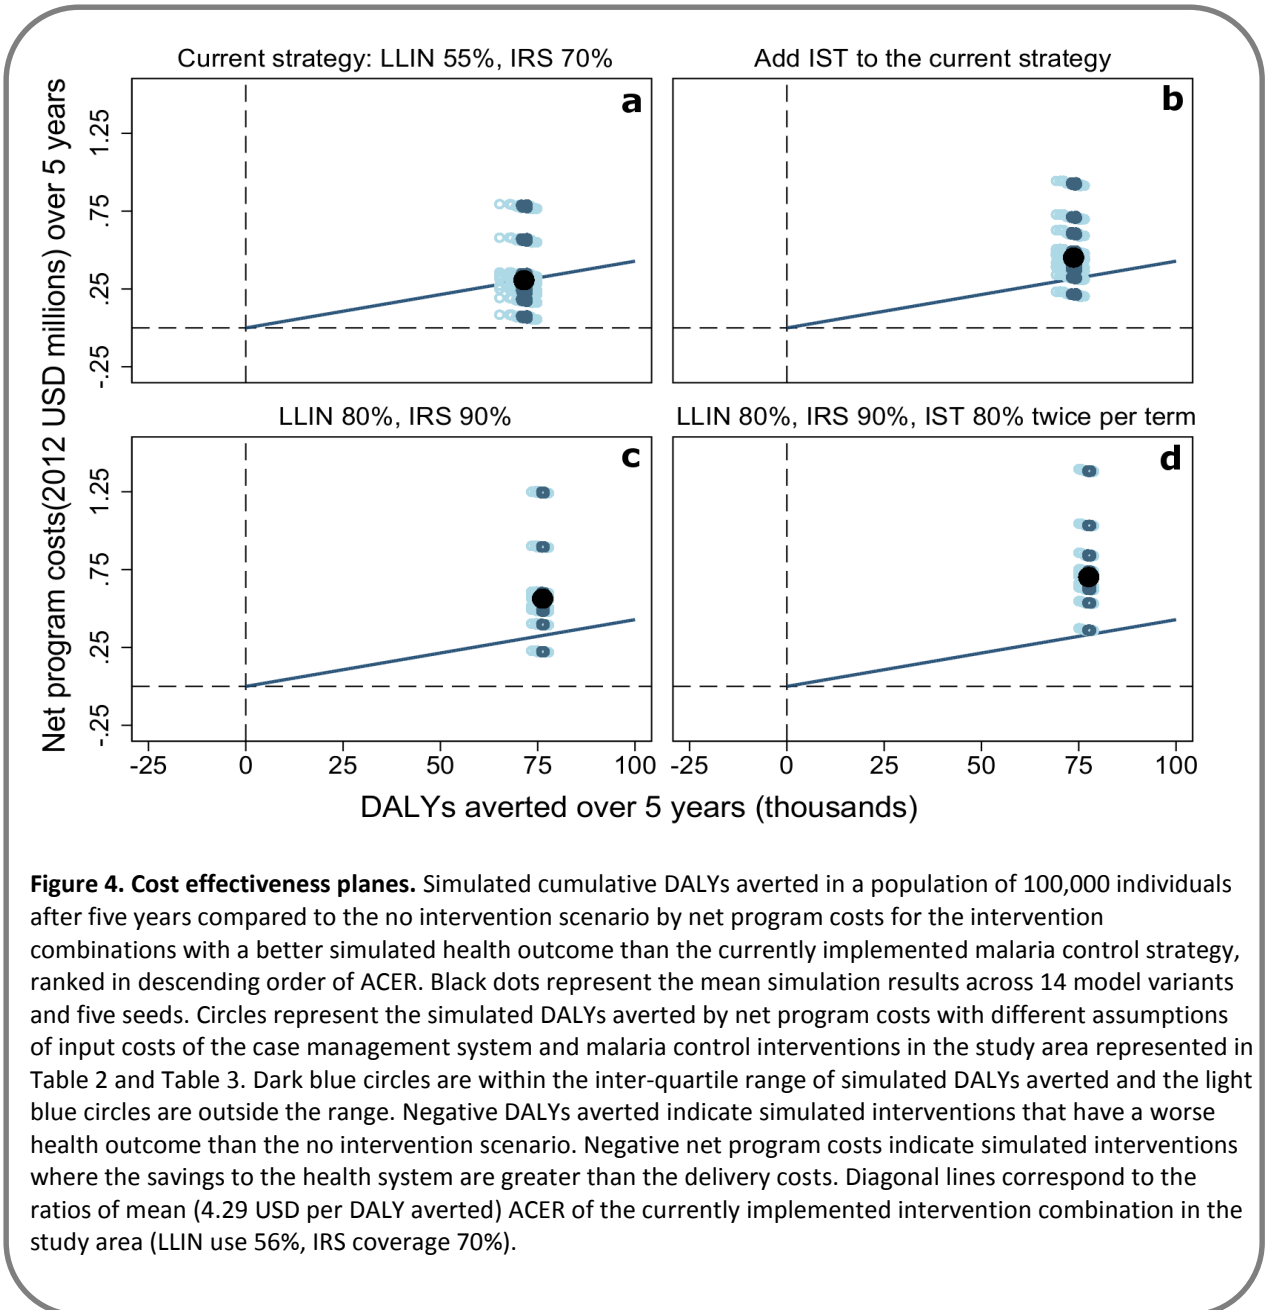 Current strategy: LLIN 55%, IRS 70%
Add IST to the current strategy
a
b
1.25
.75
.25
-.25
LLIN 80%, IRS 90%
LLIN 80%, IRS 90%, IST 80% twice per term
c
d
1.25
.75
.25
-.25
Net program costs(2012 USD millions) over 5 years
-25 0 25 50 75 100
-25 0 25 50 75 100
DALYs averted over 5 years (thousands)
Figure 4. Cost effectiveness planes. Simulated cumulative DALYs averted in a population of 100,000 individuals
after five years compared to the no intervention scenario by net program costs for the intervention
combinations with a better simulated health outcome than the currently implemented malaria control strategy,
ranked in descending order of ACER. Black dots represent the mean simulation results across 14 model variants
and five seeds. Circles represent the simulated DALYs averted by net program costs with different assumptions
of input costs of the case management system and malaria control interventions in the study area represented in
Table 2 and Table 3. Dark blue circles are within the inter-quartile range of simulated DALYs averted and the light
blue circles are outside the range. Negative DALYs averted indicate simulated interventions that have a worse
health outcome than the no intervention scenario. Negative net program costs indicate simulated interventions
where the savings to the health system are greater than the delivery costs. Diagonal lines correspond to the
ratios of mean (4.29 USD per DALY averted) ACER of the currently implemented intervention combination in the
study area (LLIN use 56%, IRS coverage 70%).